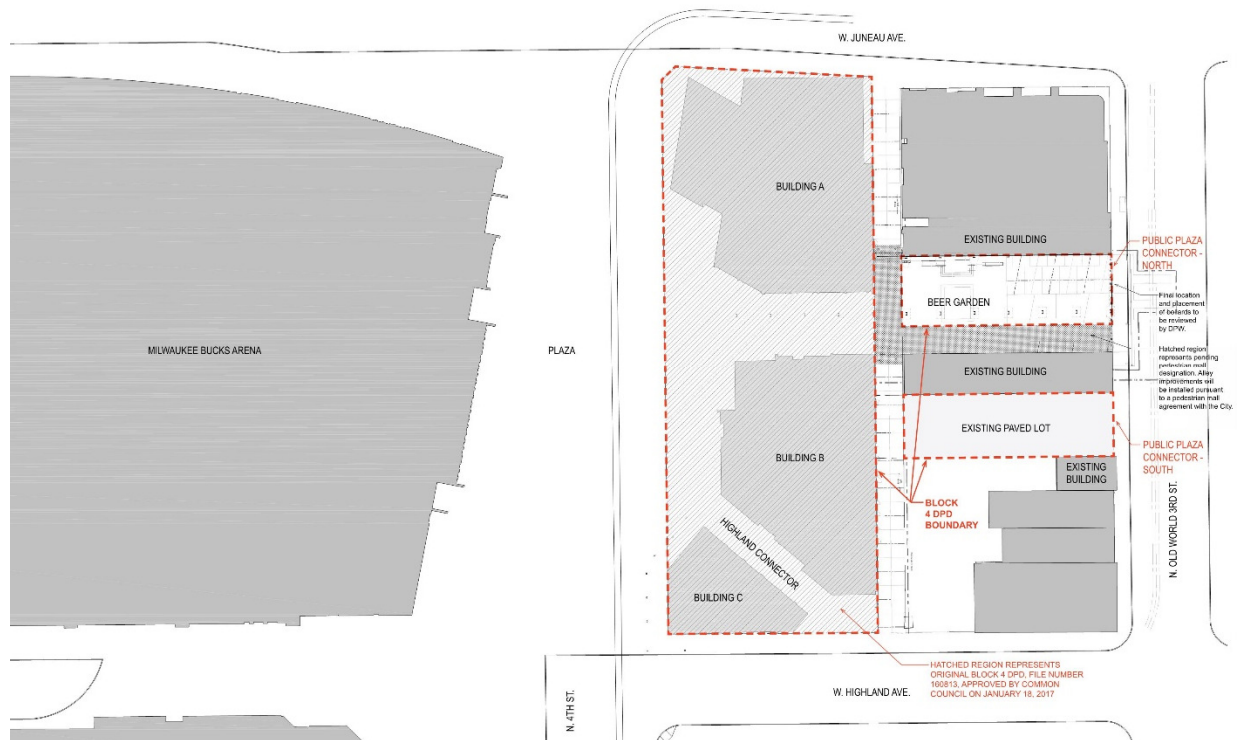 W. JUNEAU AVE.
BUILDING A
EXISTING BUILDING
PUBLIC PLAZA
CONNECTOR -
NORTH
BEER GARDEN
Final location
and placement
of bollards to
be reviewed
by DPW.
MILWAUKEE BUCKS ARENA
PLAZA
Hatched region
represents pending
pedestrian mall
designation. Alley
improvements will
be installed pursuant
to a pedestrian mall
agreement with the City.
EXISTING BUILDING
EXISTING PAVED LOT
BUILDING B
PUBLIC PLAZA
CONNECTOR -
SOUTH
EXISTING
BUILDING
BLOCK
4 DPD
BOUNDARY
HIGHLAND CONNECTOR
N. OLD WORLD 3RD ST.
BUILDING C
HATCHED REGION REPRESENTS
ORIGINAL BLOCK 4 DPD, FILE NUMBER
160813, APPROVED BY COMMON
COUNCIL ON JANUARY 18, 2017
W. HIGHLAND AVE.
N. 4TH ST.